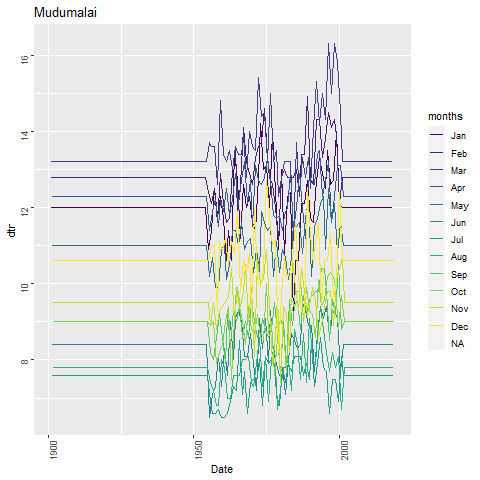 Mudumalai
16
14
12
10
8
dtr
1900
1950
2000
Date
months
Jan
Feb
Mar
Apr
May
Jun
Jul
Aug
Sep
Oct
Nov
Dec
NA